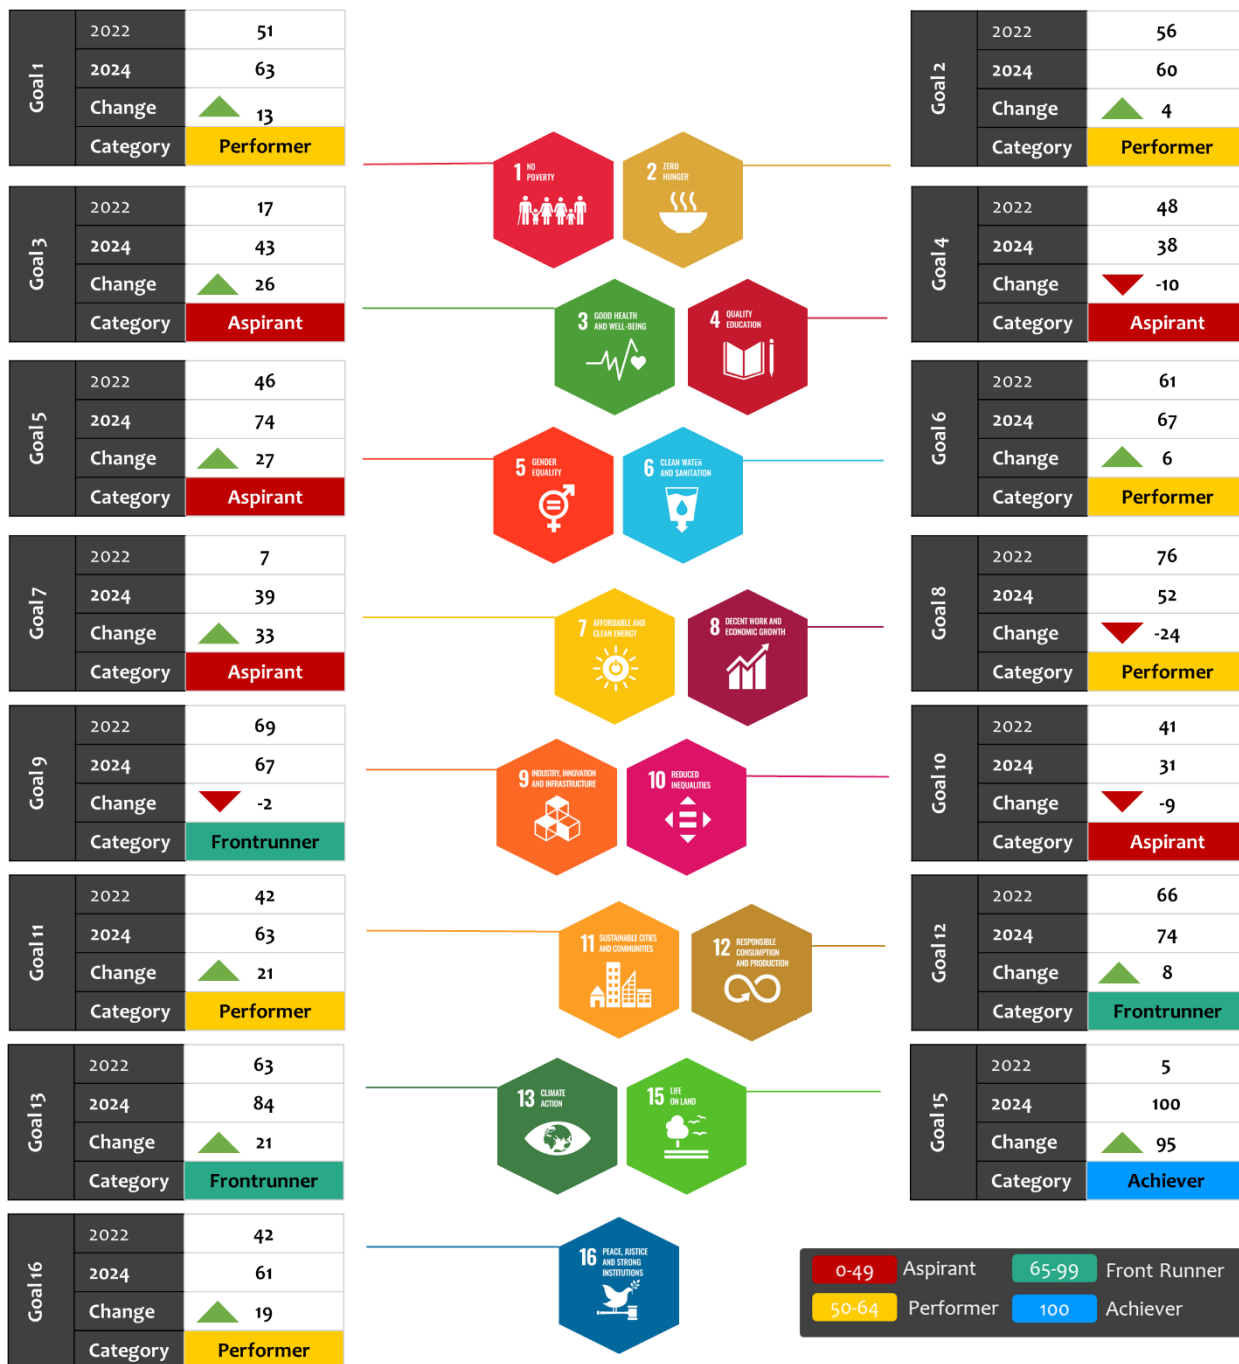 Goal 1
2022 51
2024 63
Change 13
Category Performer
Goal 2
2022 56
2024 60
Change 4
Category Performer
1 NO
POVERTY
2 ZERO
HUNGER
Goal 3
2022 17
2024 43
Change 26
Category Aspirant
Goal 4
2022 48
2024 38
Change -10
Category Aspirant
3 GOOD HEALTH
AND WELL-BEING
4 QUALITY
EDUCATION
Goal 5
2022 46
2024 74
Change 27
Category Aspirant
Goal 6
2022 61
2024 67
Change 6
Category Performer
5 GENDER
EQUALITY
6 CLEAN WATER
AND SANITATION
Goal 7
2022 7
2024 39
Change 33
Category Aspirant
Goal 8
2022 76
2024 52
Change -24
Category Performer
7 AFFORDABLE AND
CLEAN ENERGY
8 DECENT WORK AND
ECONOMIC GROWTH
Goal 9
2022 69
2024 67
Change -2
Category Frontrunner
Goal 10
2022 41
2024 31
Change -9
Category Aspirant
9 INDUSTRY, INNOVATION
AND INFRASTRUCTURE
10 REDUCED
INEQUALITIES
Goal 11
2022 42
2024 63
Change 21
Category Performer
Goal 12
2022 66
2024 74
Change 8
Category Frontrunner
11 SUSTAINABLE CITIES
AND COMMUNITIES
12 RESPONSIBLE
CONSUMPTION
AND PRODUCTION
Goal 13
2022 63
2024 84
Change 21
Category Frontrunner
Goal 15
2022 5
2024 100
Change 95
Category Achiever
13 CLIMATE
ACTION
15 LIFE
ON LAND
Goal 16
2022 42
2024 61
Change 19
Category Performer
16 PEACE, JUSTICE
AND STRONG
INSTITUTIONS
0-49 Aspirant
65-99 Front Runner
50-64 Performer
100 Achiever